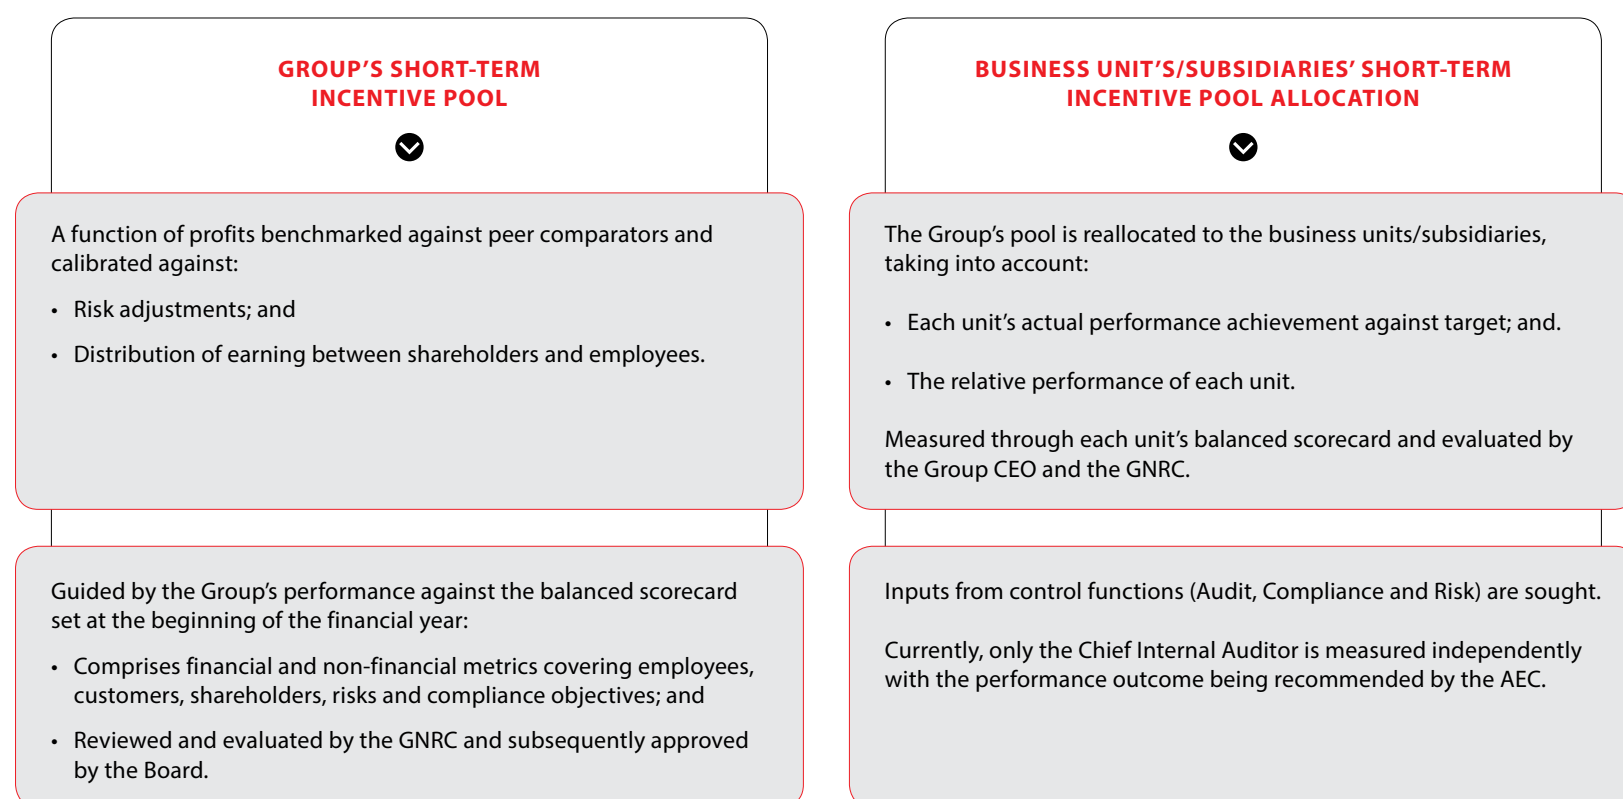 GROUP’S SHORT-TERM
INCENTIVE POOL
A function of profits benchmarked against peer comparators and
calibrated against:
• Risk adjustments; and
• Distribution of earning between shareholders and employees.
Guided by the Group’s performance against the balanced scorecard
set at the beginning of the financial year:
• Comprises financial and non-financial metrics covering employees,
customers, shareholders, risks and compliance objectives; and
• Reviewed and evaluated by the GNRC and subsequently approved
by the Board.
BUSINESS UNIT’S/SUBSIDIARIES’ SHORT-TERM
INCENTIVE POOL ALLOCATION
The Group’s pool is reallocated to the business units/subsidiaries,
taking into account:
• Each unit’s actual performance achievement against target; and.
• The relative performance of each unit.
Measured through each unit’s balanced scorecard and evaluated by
the Group CEO and the GNRC.
Inputs from control functions (Audit, Compliance and Risk) are sought.
Currently, only the Chief Internal Auditor is measured independently
with the performance outcome being recommended by the AEC.